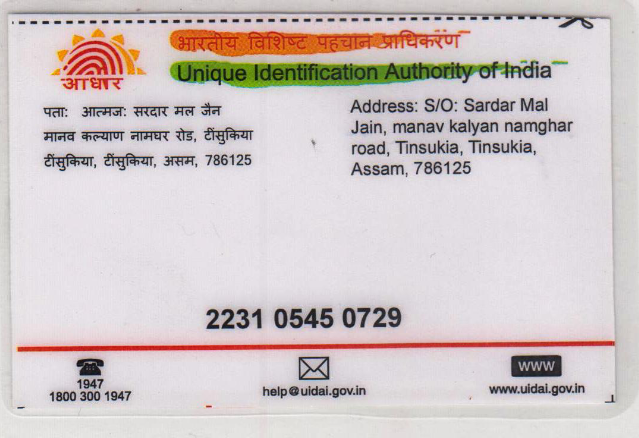 भारतीय विशिष्ट पहचान प्राधिकरण
Unique Identification Authority of India
आधार
पता: आत्मज: सरदार मल जैन
मानव कल्याण नामघर रोड, टींसुकिया
टींसुकिया, टींसुकिया, असम, 786125
Address: S/O: Sardar Mal
Jain, manav kalyan namghar
road, Tinsukia, Tinsukia,
Assam, 786125
2231 0545 0729
1947
1800 300 1947
help@uidai.gov.in
www
www.uidai.gov.in